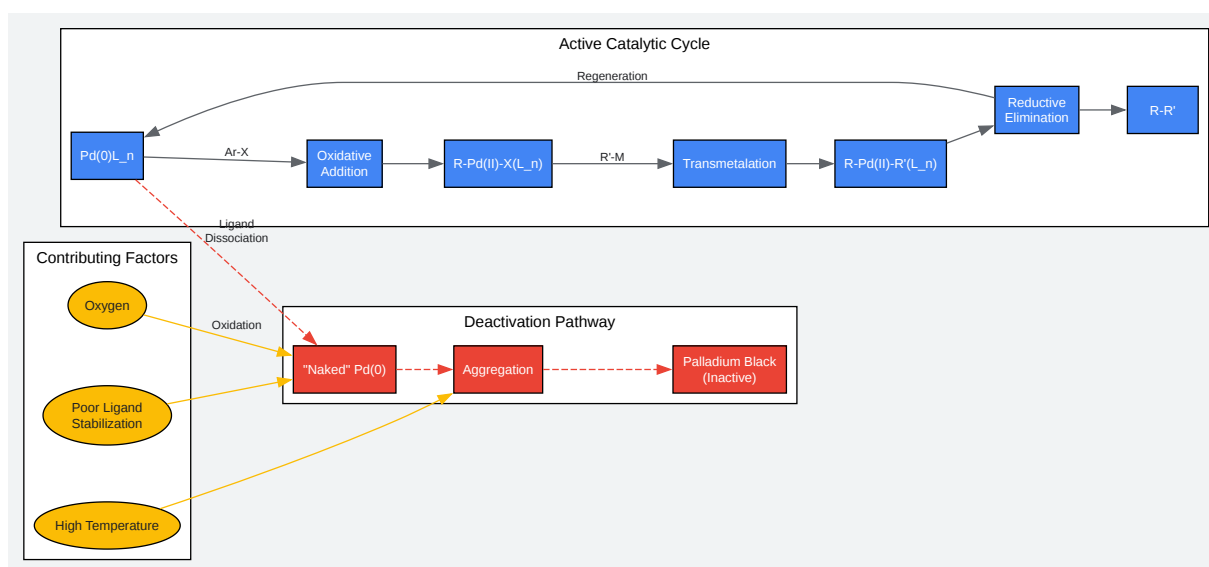 Active Catalytic Cycle
Regeneration
Pd(0)L_n
Ar-X
Oxidative
Addition
R-Pd(II)-X(L_n)
R'-M
Transmetalation
R-Pd(II)-R'(L_n)
Reductive
Elimination
R-R'
Ligand
Dissociation
Contributing Factors
Oxygen
Oxidation
Poor Ligand
Stabilization
High Temperature
Deactivation Pathway
"Naked" Pd(0)
Aggregation
Palladium Black
(Inactive)